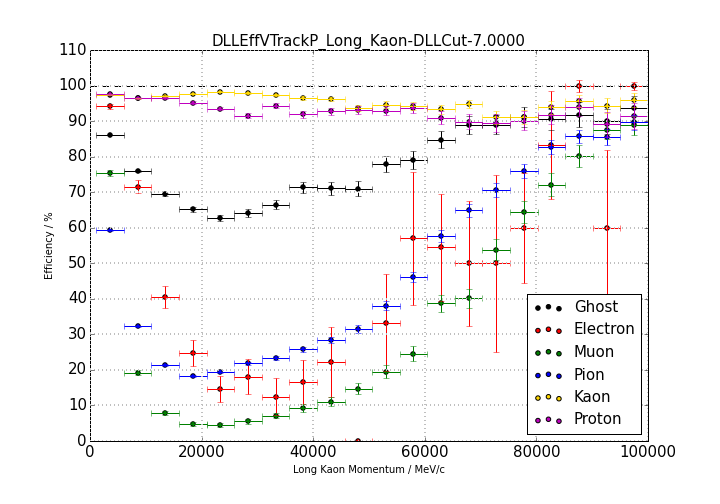 DLLEffVTrackP_Long_Kaon-DLLCut-7.0000
110
100
90
80
70
60
50
40
30
20
10
0
Efficiency / %
Ghost
Electron
Muon
Pion
Kaon
Proton
0 20000 40000 60000 80000 100000
Long Kaon Momentum / MeV/c